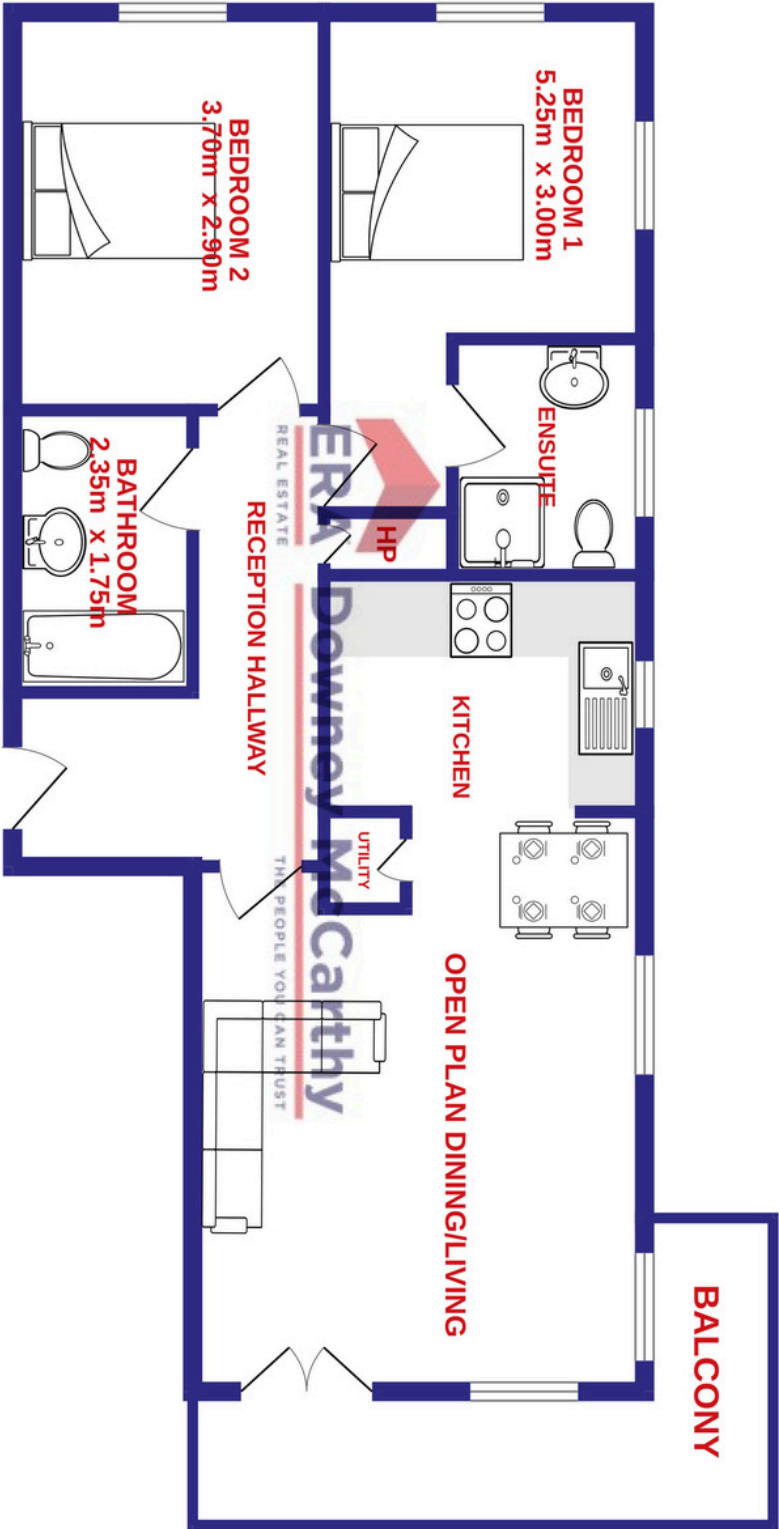 BEDROOM 1
5.25m x 3.00m
BEDROOM 2
3.70m x 2.90m
ENSUITE
HP
BATHROOM
2.35m x 1.75m
RECEPTION HALLWAY
KITCHEN
UTILITY
OPEN PLAN DINING/LIVING
BALCONY
ERA Downey McCarthy
REAL ESTATE THE PEOPLE YOU CAN TRUST